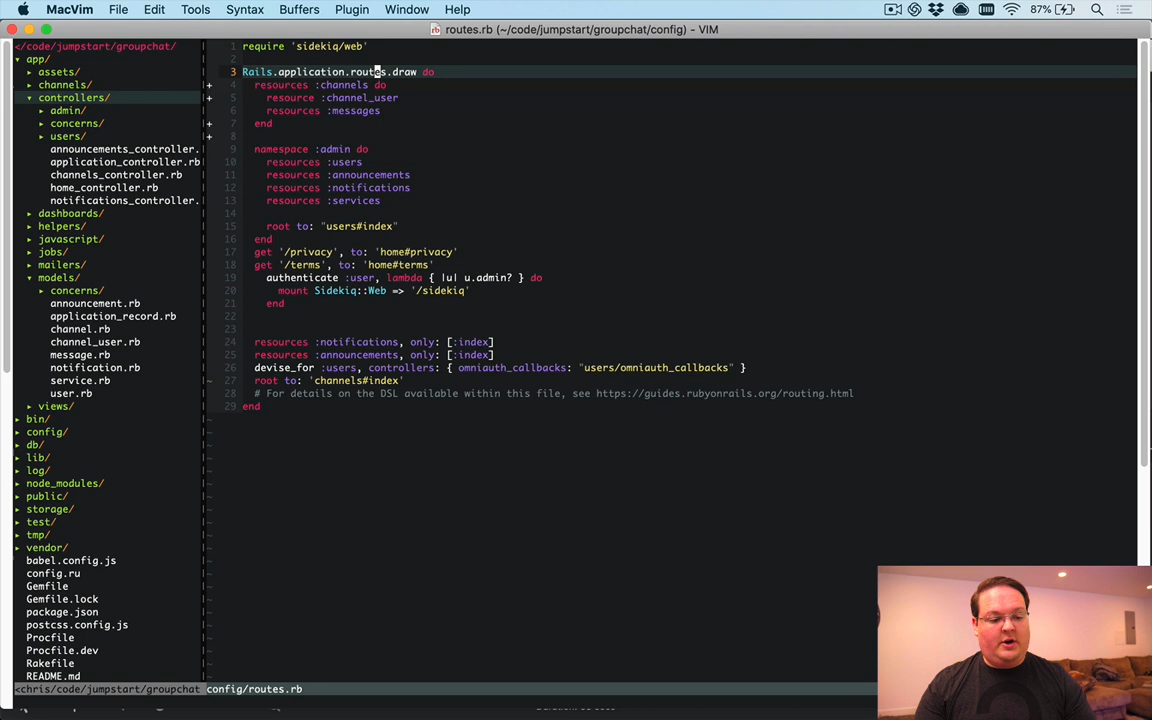 MacVim File Edit Tools Syntax Buffers Plugin Window Help 87%
routes.rb (~/code/jumpstart/groupchat/config) - VIM
</code/jumpstart/groupchat/
▾ app/
▸ assets/
▸ channels/
▾ controllers/
▸ admin/
▸ concerns/
▸ users/
announcements_controller.
application_controller.rb
channels_controller.rb
home_controller.rb
notifications_controller.
▸ dashboards/
▸ helpers/
▸ javascript/
▸ jobs/
▸ mailers/
▾ models/
▸ concerns/
announcement.rb
application_record.rb
channel.rb
channel_user.rb
message.rb
notification.rb
service.rb
user.rb
▸ views/
▸ bin/
▸ config/
▸ db/
▸ lib/
▸ log/
▸ node_modules/
▸ public/
▸ storage/
▸ test/
▸ tmp/
▸ vendor/
babel.config.js
config.ru
Gemfile
Gemfile.lock
package.json
postcss.config.js
Procfile
Procfile.dev
Rakefile
README.md
<chris/code/jumpstart/groupchat
1 require 'sidekiq/web'
2
3 Rails.application.routes.draw do
+ 4 resources :channels do
+ 5 resource :channel_user
6 resources :messages
+ 7 end
+ 8
9 namespace :admin do
10 resources :users
11 resources :announcements
12 resources :notifications
13 resources :services
14
15 root to: "users#index"
16 end
17 get '/privacy', to: 'home#privacy'
18 get '/terms', to: 'home#terms'
19 authenticate :user, lambda { |u| u.admin? } do
20 mount Sidekiq::Web => '/sidekiq'
21 end
22
23
24 resources :notifications, only: [:index]
25 resources :announcements, only: [:index]
26 devise_for :users, controllers: { omniauth_callbacks: "users/omniauth_callbacks" }
~ 27 root to: 'channels#index'
28 # For details on the DSL available within this file, see https://guides.rubyonrails.org/routing.html
29 end
config/routes.rb